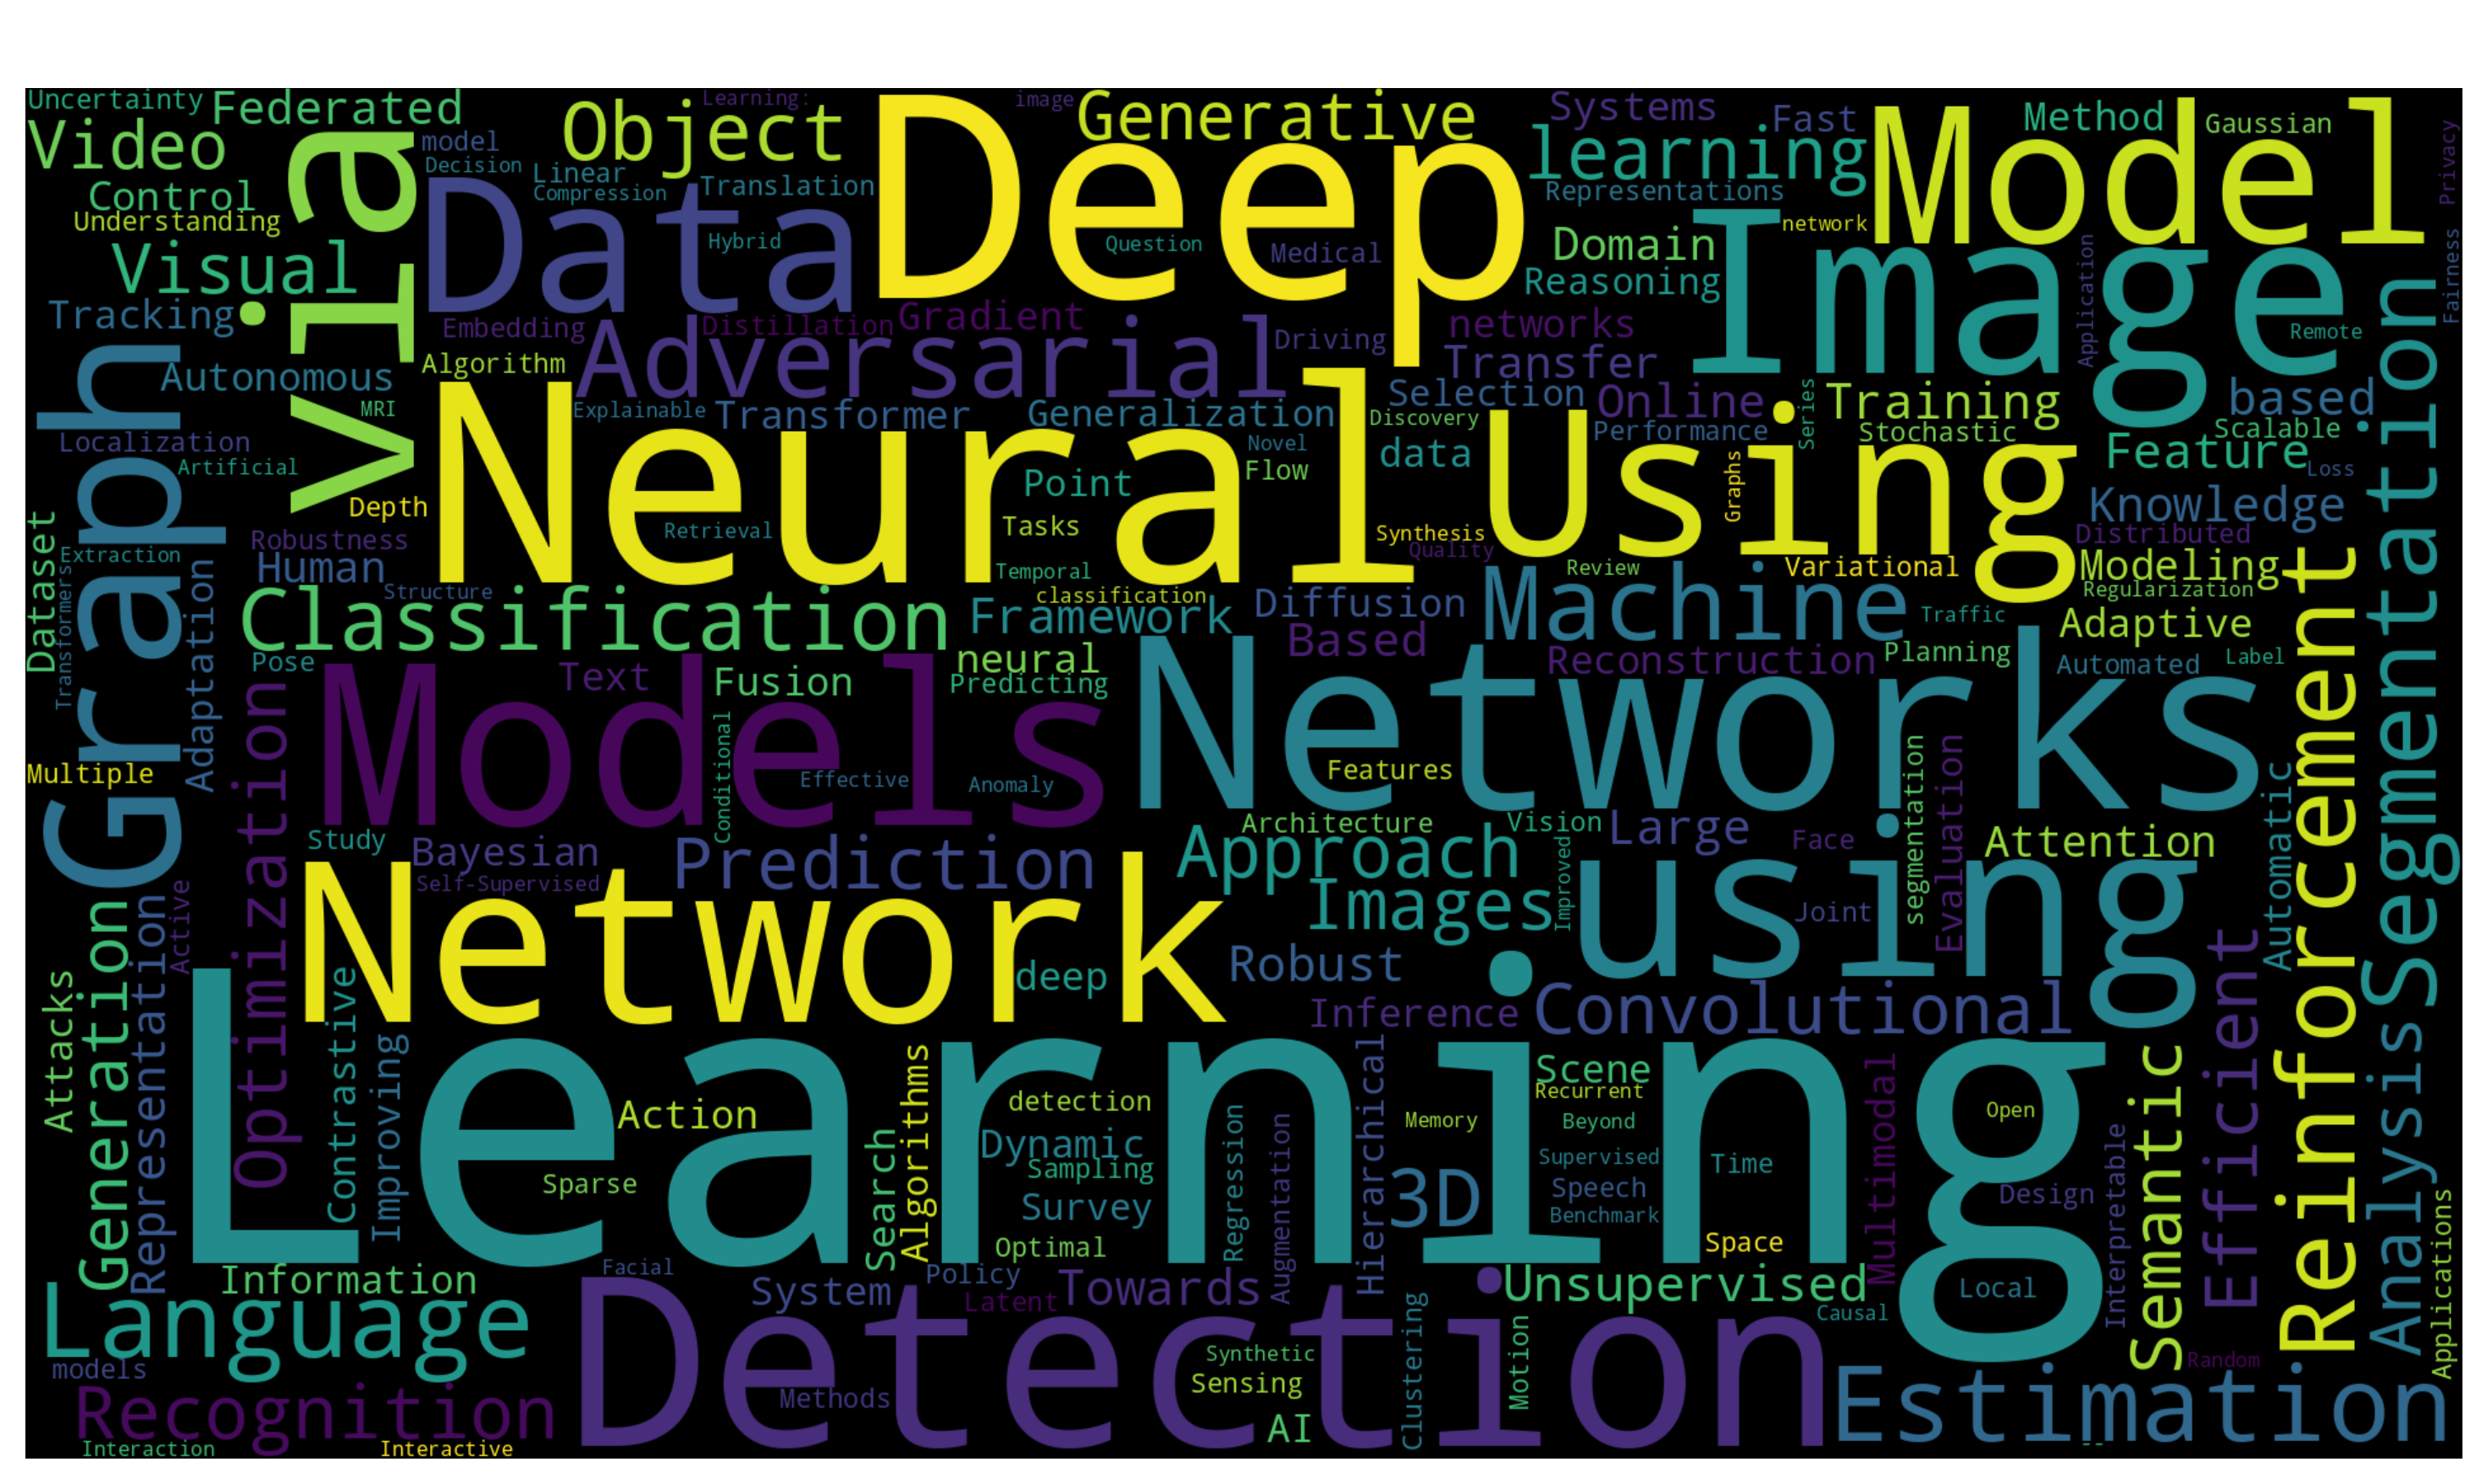 Uncertainty
Federated
Learning:
image
Generative
Systems
Fast
Method
Gaussian
Privacy
Video
via
model
Object
Deep
learning
Model
Decision
Linear
Compression
Translation
Representations
Control
Understanding
Data
Hybrid
Question
Medical
Domain
Image
network
Application
Fairness
Visual
Reasoning
Tracking
Embedding
Distillation
Gradient
Driving
networks
Remote
Adversarial
Algorithm
Transfer
Autonomous
MRI
Explainable
Transformer
Generalization
Selection
Discovery
Online
Series
Training
based
Localization
Artificial
Neural
Novel
Performance
Stochastic
Scalable
Segmentation
Graph
Flow
data
Using
Graphs
Feature
Loss
Depth
Point
Knowledge
Dataset
Extraction
Robustness
Retrieval
Tasks
Synthesis
Quality
Distributed
Human
Structure
Temporal
Review
Variational
Modeling
Regularization
Transformers
Adaptation
Classification
classification
Framework
Diffusion
Machine
Traffic
Adaptive
Reinforcement
Pose
Text
Fusion
neural
Predicting
Based
Reconstruction
Planning
Automated
Label
Models
Networks
Multiple
Optimization
Conditional
Effective
Anomaly
Features
segmentation
Evaluation
Automatic
Study
Bayesian
Self-Supervised
Prediction
Approach
Architecture
Vision
Large
Face
Attention
Active
Network
Images
Improved
using
Joint
Generation
Representation
Attacks
deep
Robust
Inference
Convolutional
Efficient
Contrastive
Improving
Learning
Action
Sparse
Search
Algorithms
detection
Dynamic
Sampling
Survey
Optimal
Regression
Augmentation
Hierarchical
Memory
3D
Scene
Recurrent
Beyond
Supervised
Speech
Benchmark
Time
Space
Multimodal
Open
Design
Interpretable
Semantic
Analysis
Applications
Information
Facial
System
Policy
Latent
Towards
Unsupervised
Local
Causal
Language
models
Detection
Methods
Synthetic
Sensing
AI
Clustering
Motion
Random
Estimation
Recognition
Interaction
Interactive
--